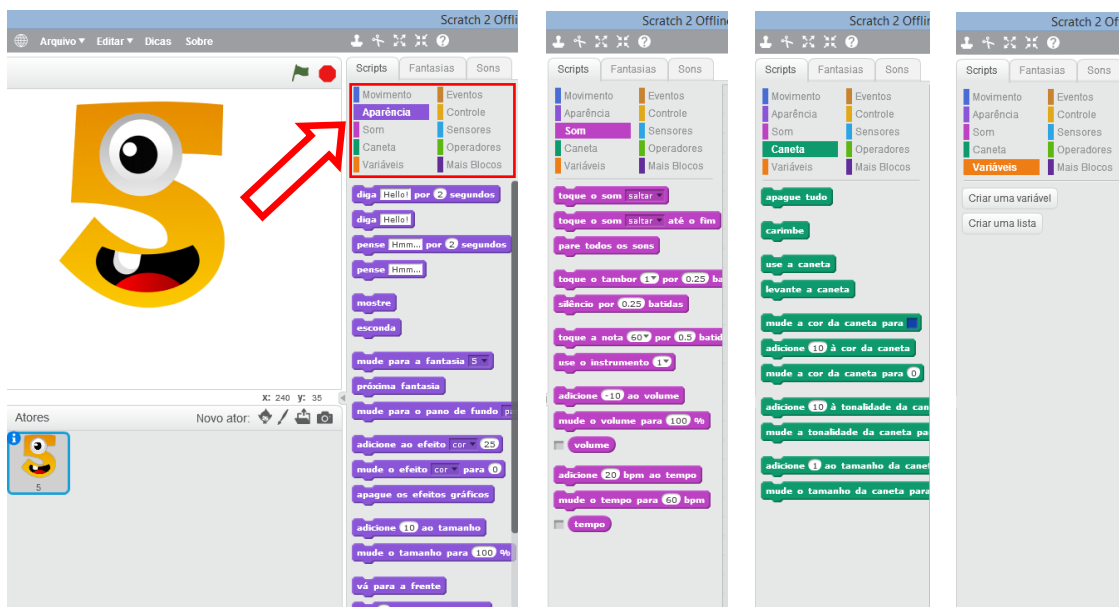 Scratch 2 Offli
Arquivo Editar Dicas Sobre
Scripts Fantasias Sons
Movimento Eventos
Aparência Controle
Som Sensores
Caneta Operadores
Variáveis Mais Blocos
diga Hello! por 2 segundos
diga Hello!
pense Hmm... por 2 segundos
pense Hmm...
mostre
esconda
mude para a fantasia 5
próxima fantasia
mude para o pano de fundo
adicione ao efeito cor 25
mude o efeito cor para 0
apague os efeitos gráficos
adicione 10 ao tamanho
mude o tamanho para 100 %
vá para a frente
x: 240 y: 35
Atores Novo ator:
5
Scratch 2 Offlin
Scripts Fantasias Sons
Movimento Eventos
Aparência Controle
Som Sensores
Caneta Operadores
Variáveis Mais Blocos
toque o som saltar
toque o som saltar até o fim
pare todos os sons
toque o tambor 1 por 0.25 ba
silêncio por 0.25 batidas
toque a nota 60 por 0.5 batid
use o instrumento 1
adicione -10 ao volume
mude o volume para 100 %
volume
adicione 20 bpm ao tempo
mude o tempo para 60 bpm
tempo
Scratch 2 Offlir
Scripts Fantasias Sons
Movimento Eventos
Aparência Controle
Som Sensores
Caneta Operadores
Variáveis Mais Blocos
apague tudo
carimbe
use a caneta
levante a caneta
mude a cor da caneta para
adicione 10 à cor da caneta
mude a cor da caneta para 0
adicione 10 à tonalidade da can
mude a tonalidade da caneta pa
adicione 1 ao tamanho da canet
mude o tamanho da caneta para
Scratch 2 Of
Scripts Fantasias Sons
Movimento Eventos
Aparência Controle
Som Sensores
Caneta Operadores
Variáveis Mais Blocos
Criar uma variável
Criar uma lista